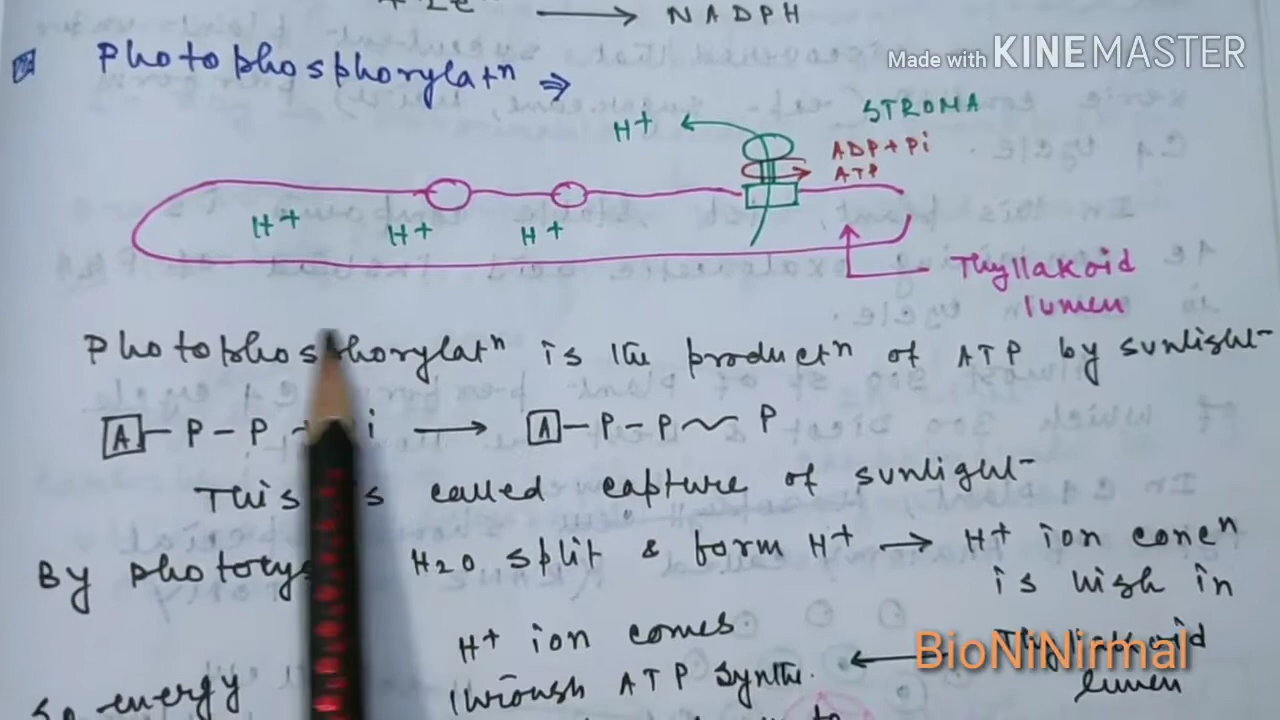 → NADPH
Made with KINEMASTER
Photophosphorylatⁿ ⇒
STROMA
H+
ADP+Pi
ATP
H+ H+ H+
Thyllakoid
lumen
Photophosphorylatⁿ is the productⁿ of ATP by sunlight
A-P-P + i → A-P-P~P
This is called capture of sunlight
By H₂O split & form H+ → H+ ion concⁿ
is high in
H+ ion comes
BioNiNirmal
lumen
through ATP synthe.
So energy